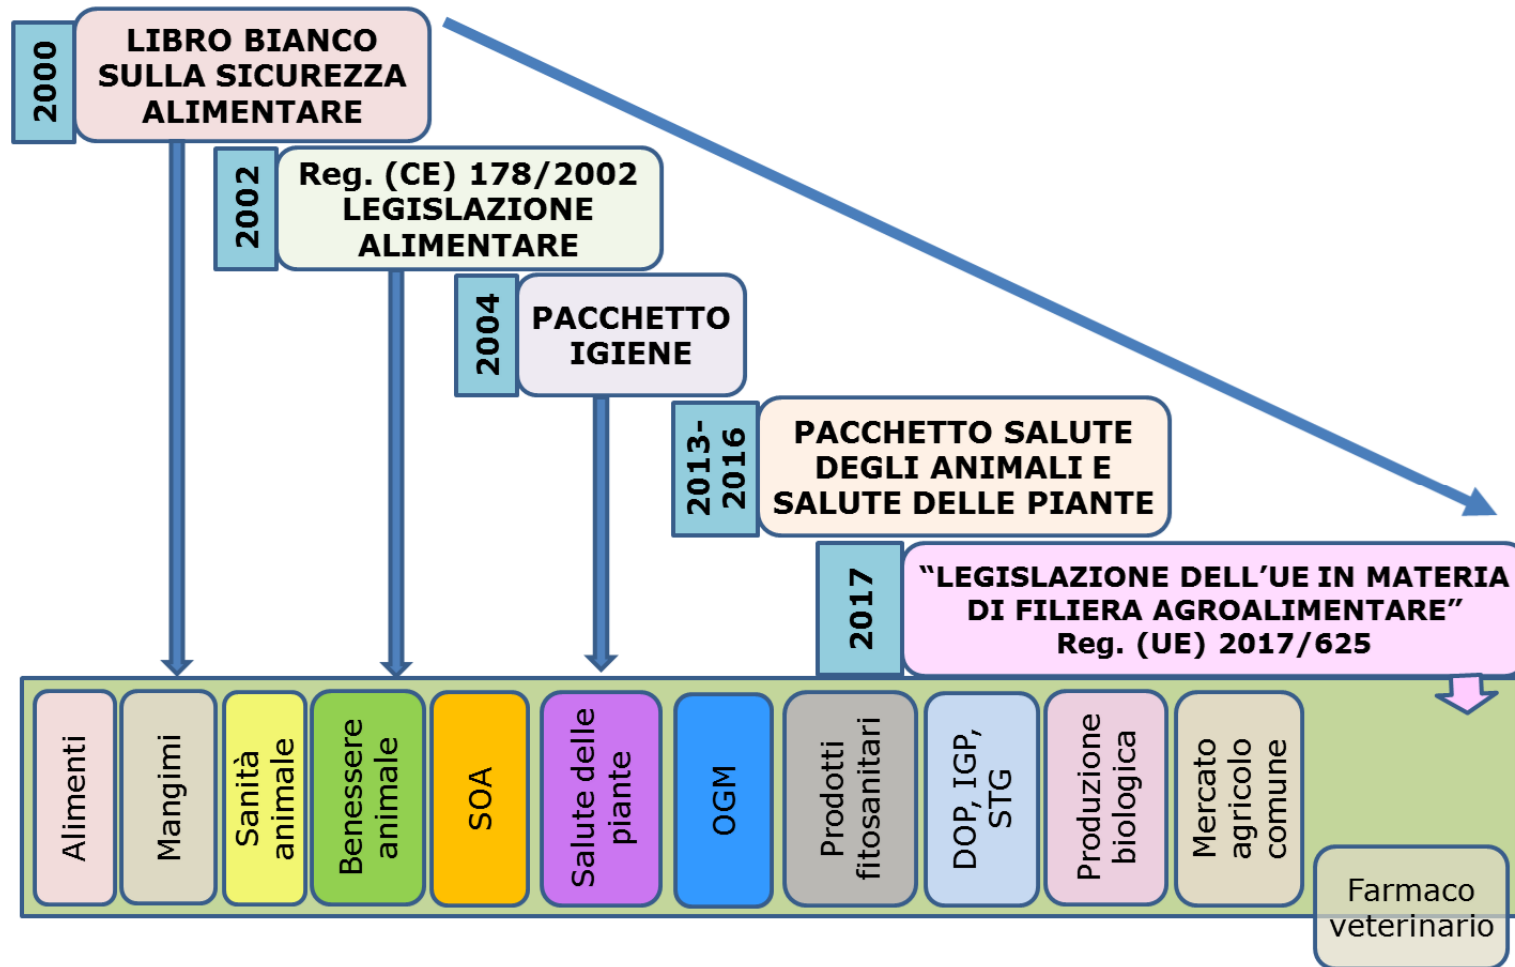 2000
LIBRO BIANCO
SULLA SICUREZZA
ALIMENTARE
2002
Reg. (CE) 178/2002
LEGISLAZIONE
ALIMENTARE
2004
PACCHETTO
IGIENE
2013-
2016
PACCHETTO SALUTE
DEGLI ANIMALI E
SALUTE DELLE PIANTE
2017
“LEGISLAZIONE DELL’UE IN MATERIA
DI FILIERA AGROALIMENTARE”
Reg. (UE) 2017/625
Alimenti
Mangimi
Sanità
animale
Benessere
animale
SOA
Salute delle
piante
OGM
Prodotti
fitosanitari
DOP, IGP,
STG
Produzione
biologica
Mercato
agricolo
comune
Farmaco
veterinario